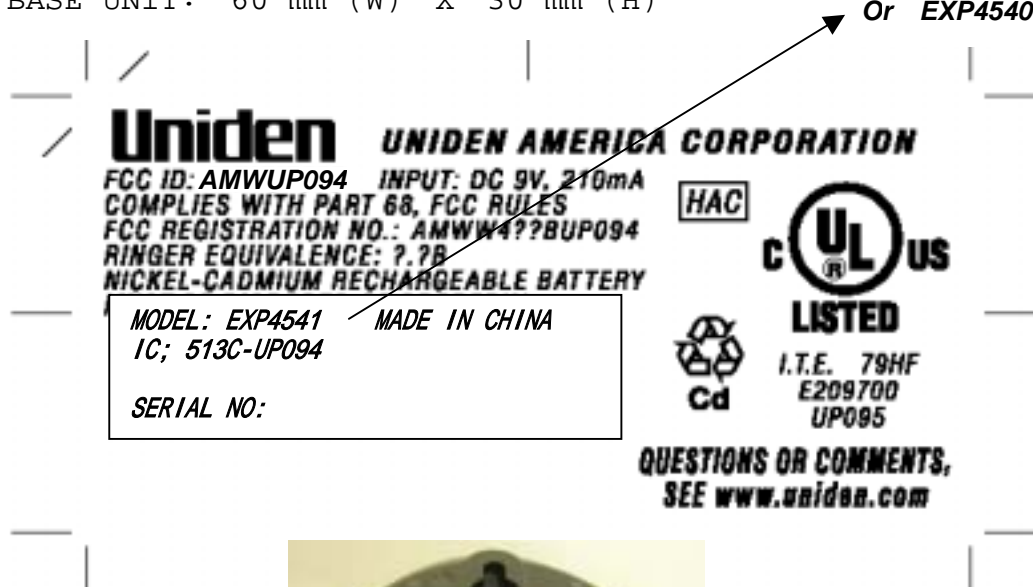 BASE UNIT: 60 mm (W) X 30 mm (H)
Or EXP4540
Uniden UNIDEN AMERICA CORPORATION
FCC ID: AMWUP094 INPUT: DC 9V, 210mA
COMPLIES WITH PART 68, FCC RULES
FCC REGISTRATION NO.: AMWW4??BUP094
RINGER EQUIVALENCE: ?.?B
NICKEL-CADMIUM RECHARGEABLE BATTERY
HAC
C UL® US
LISTED
MODEL: EXP4541 MADE IN CHINA
IC; 513C-UP094
SERIAL NO:
Cd
I.T.E. 79HF
E209700
UP095
QUESTIONS OR COMMENTS,
SEE www.uniden.com